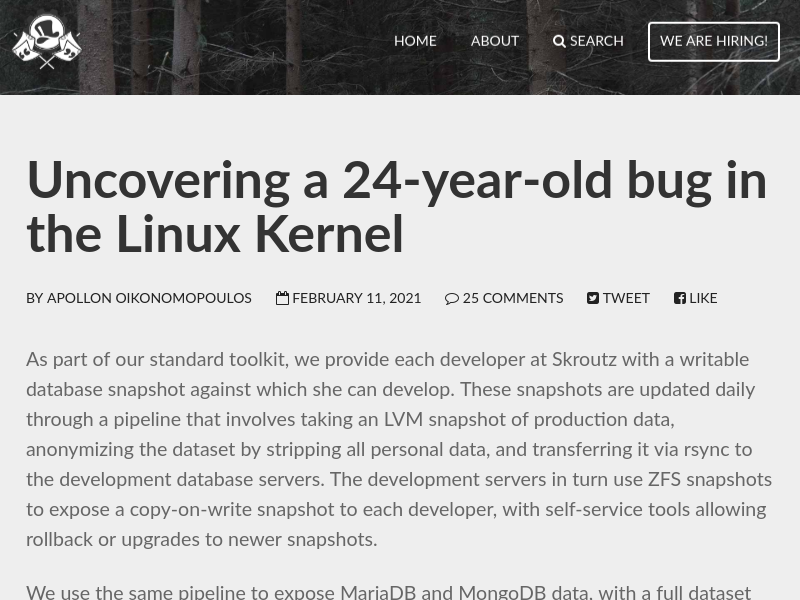 HOME ABOUT SEARCH WE ARE HIRING!
Uncovering a 24-year-old bug in
the Linux Kernel
BY APOLLON OIKONOMOPOULOS FEBRUARY 11, 2021 25 COMMENTS TWEET LIKE
As part of our standard toolkit, we provide each developer at Skroutz with a writable
database snapshot against which she can develop. These snapshots are updated daily
through a pipeline that involves taking an LVM snapshot of production data,
anonymizing the dataset by stripping all personal data, and transferring it via rsync to
the development database servers. The development servers in turn use ZFS snapshots
to expose a copy-on-write snapshot to each developer, with self-service tools allowing
rollback or upgrades to newer snapshots.
We use the same pipeline to expose MariaDB and MongoDB data, with a full dataset